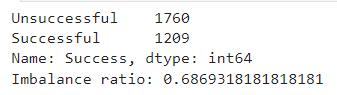 Unsuccessful    1760
Successful      1209
Name: Success, dtype: int64
Imbalance ratio: 0.6869318181818181